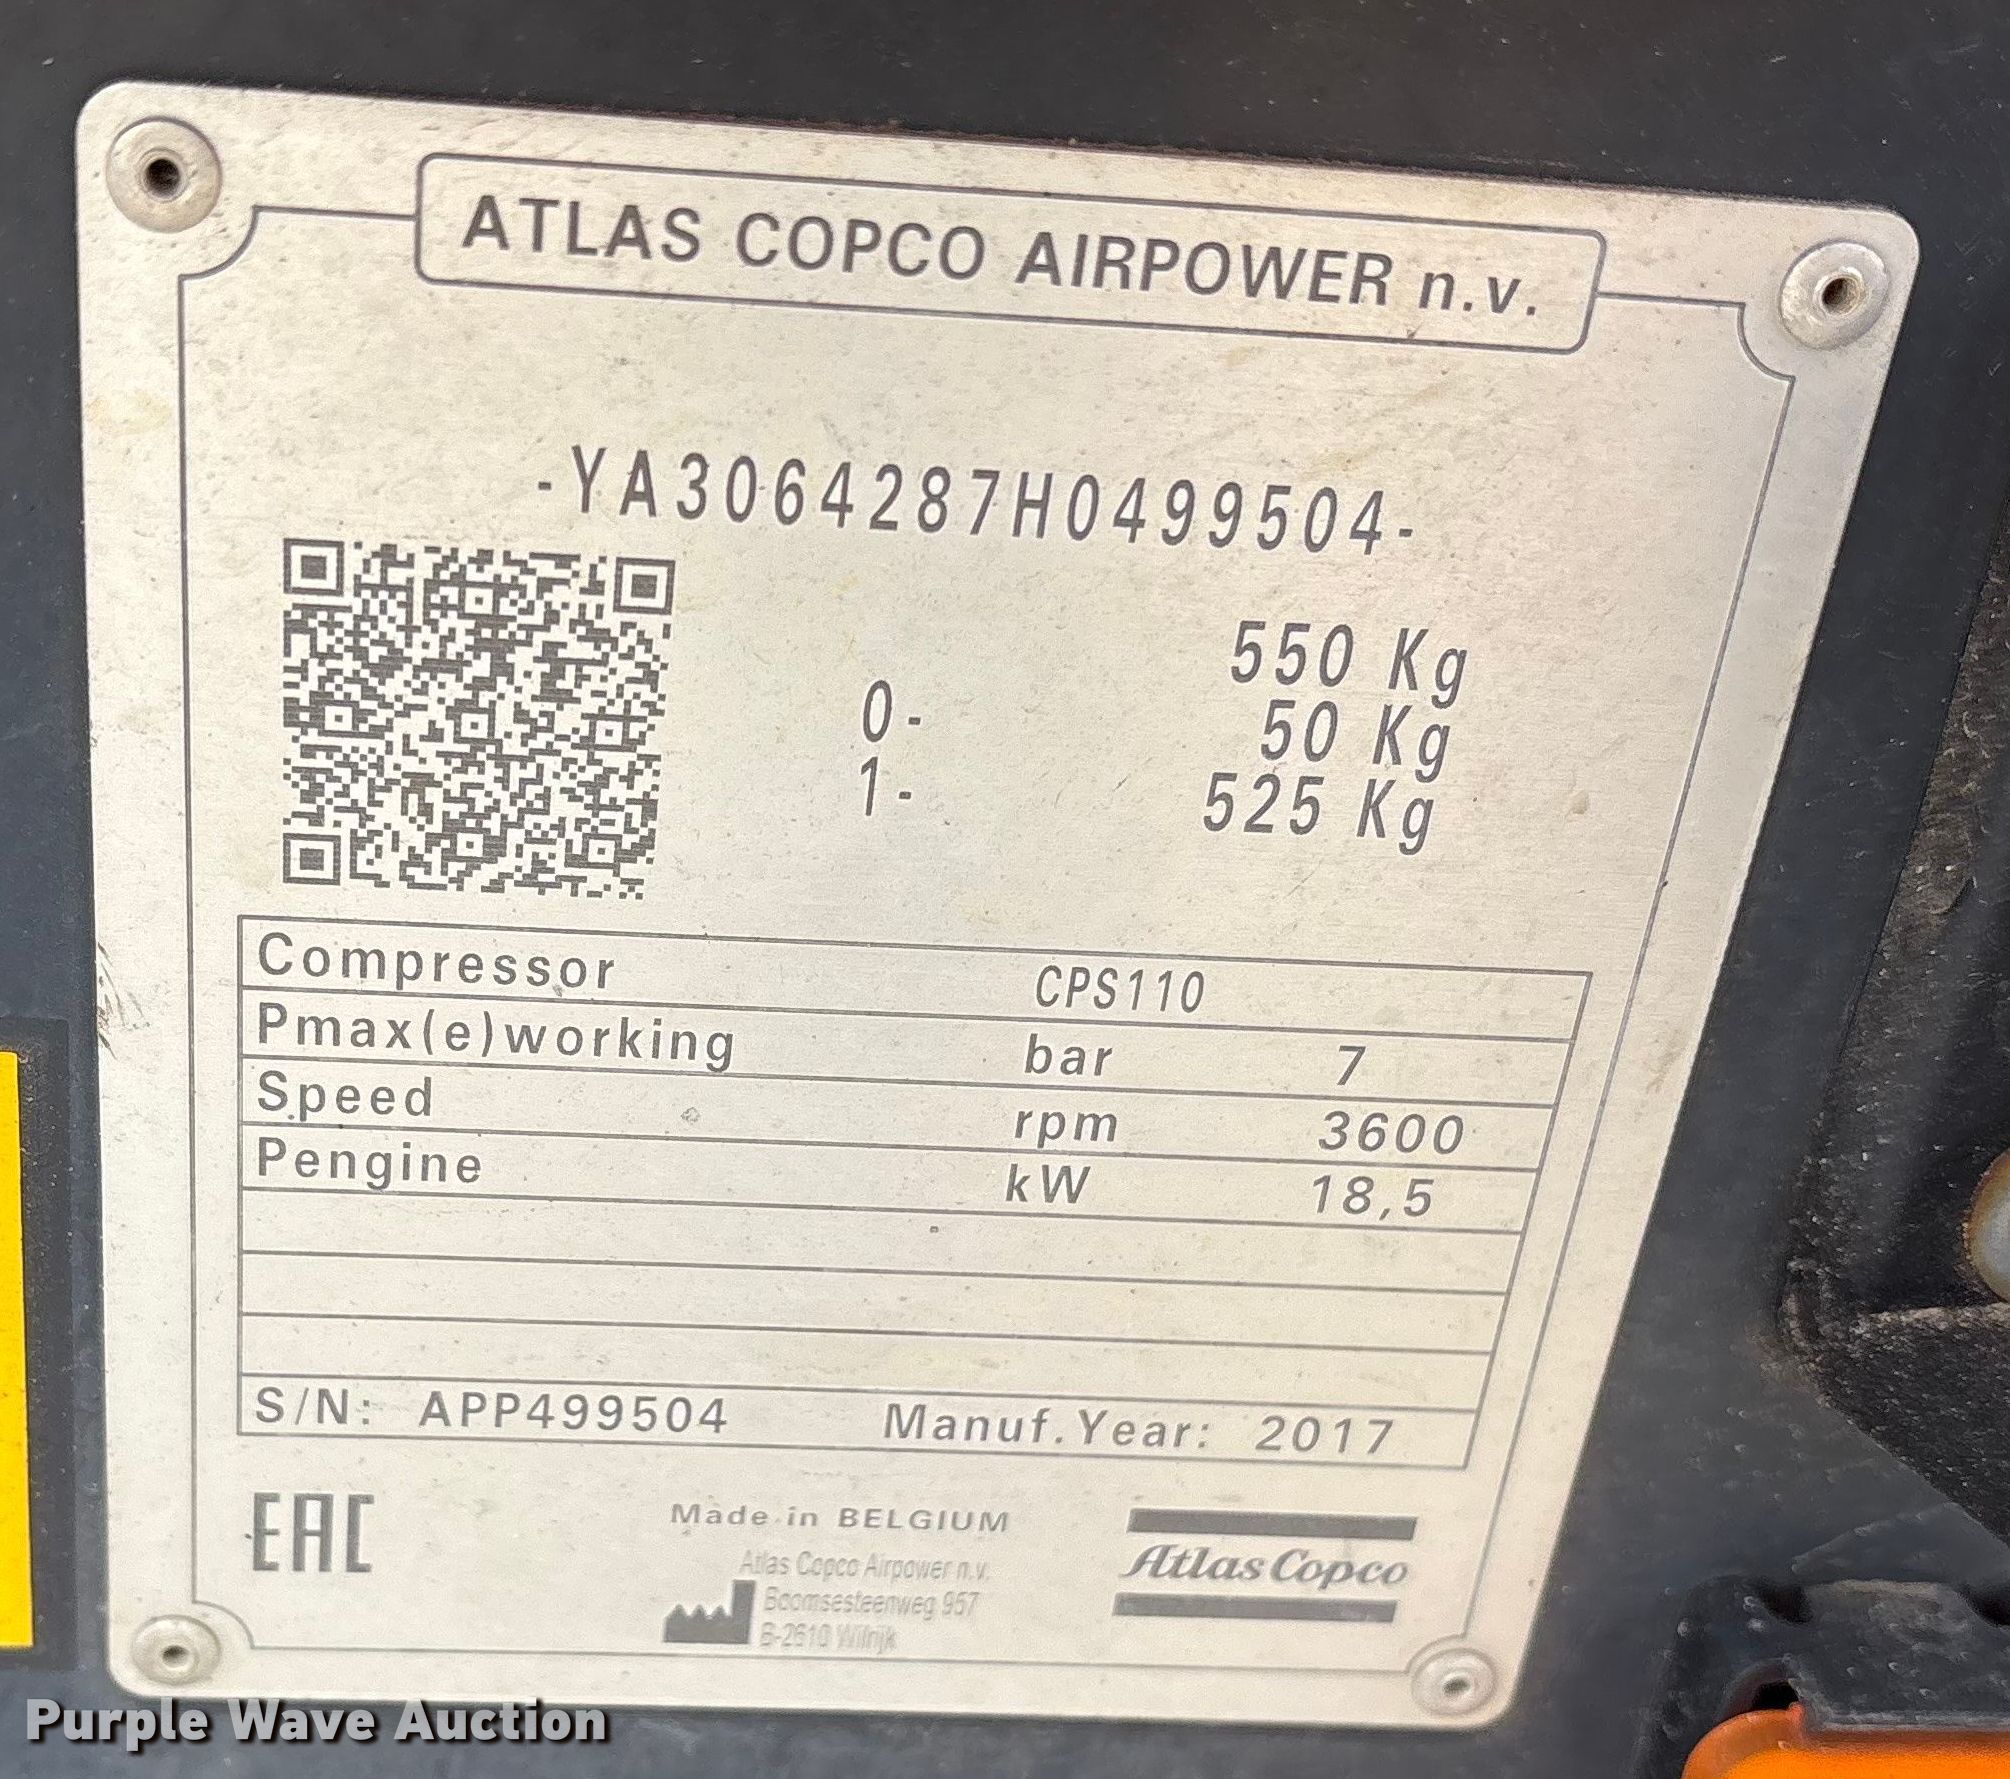 ATLAS COPCO AIRPOWER n.v.
-YA3064287H0499504-
550 Kg
0- 50 Kg
1- 525 Kg
Compressor CPS110
Pmax(e)working bar 7
Speed rpm 3600
Pengine kW 18,5
S/N: APP499504 Manuf.Year: 2017
EAC
Made in BELGIUM
Atlas Copco Airpower n.v.
Boomsesteenweg 957
B-2610 Wilrijk
Atlas Copco
Purple Wave Auction